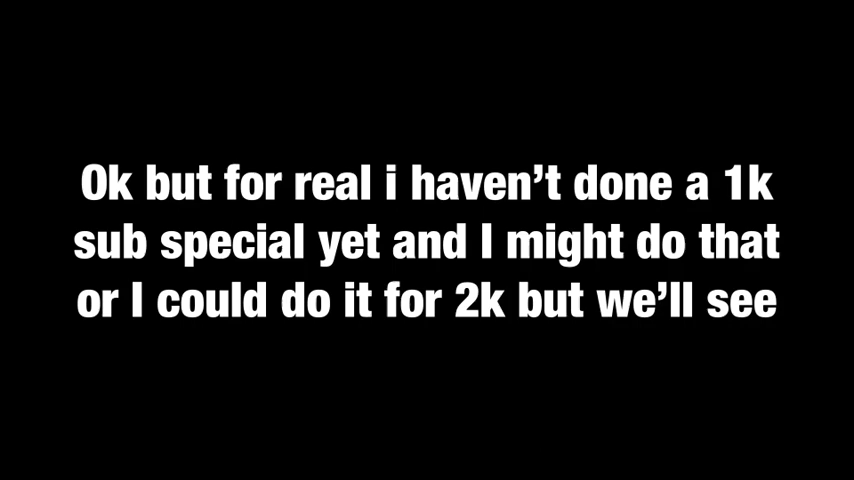 Ok but for real i haven’t done a 1k
sub special yet and I might do that
or I could do it for 2k but we’ll see